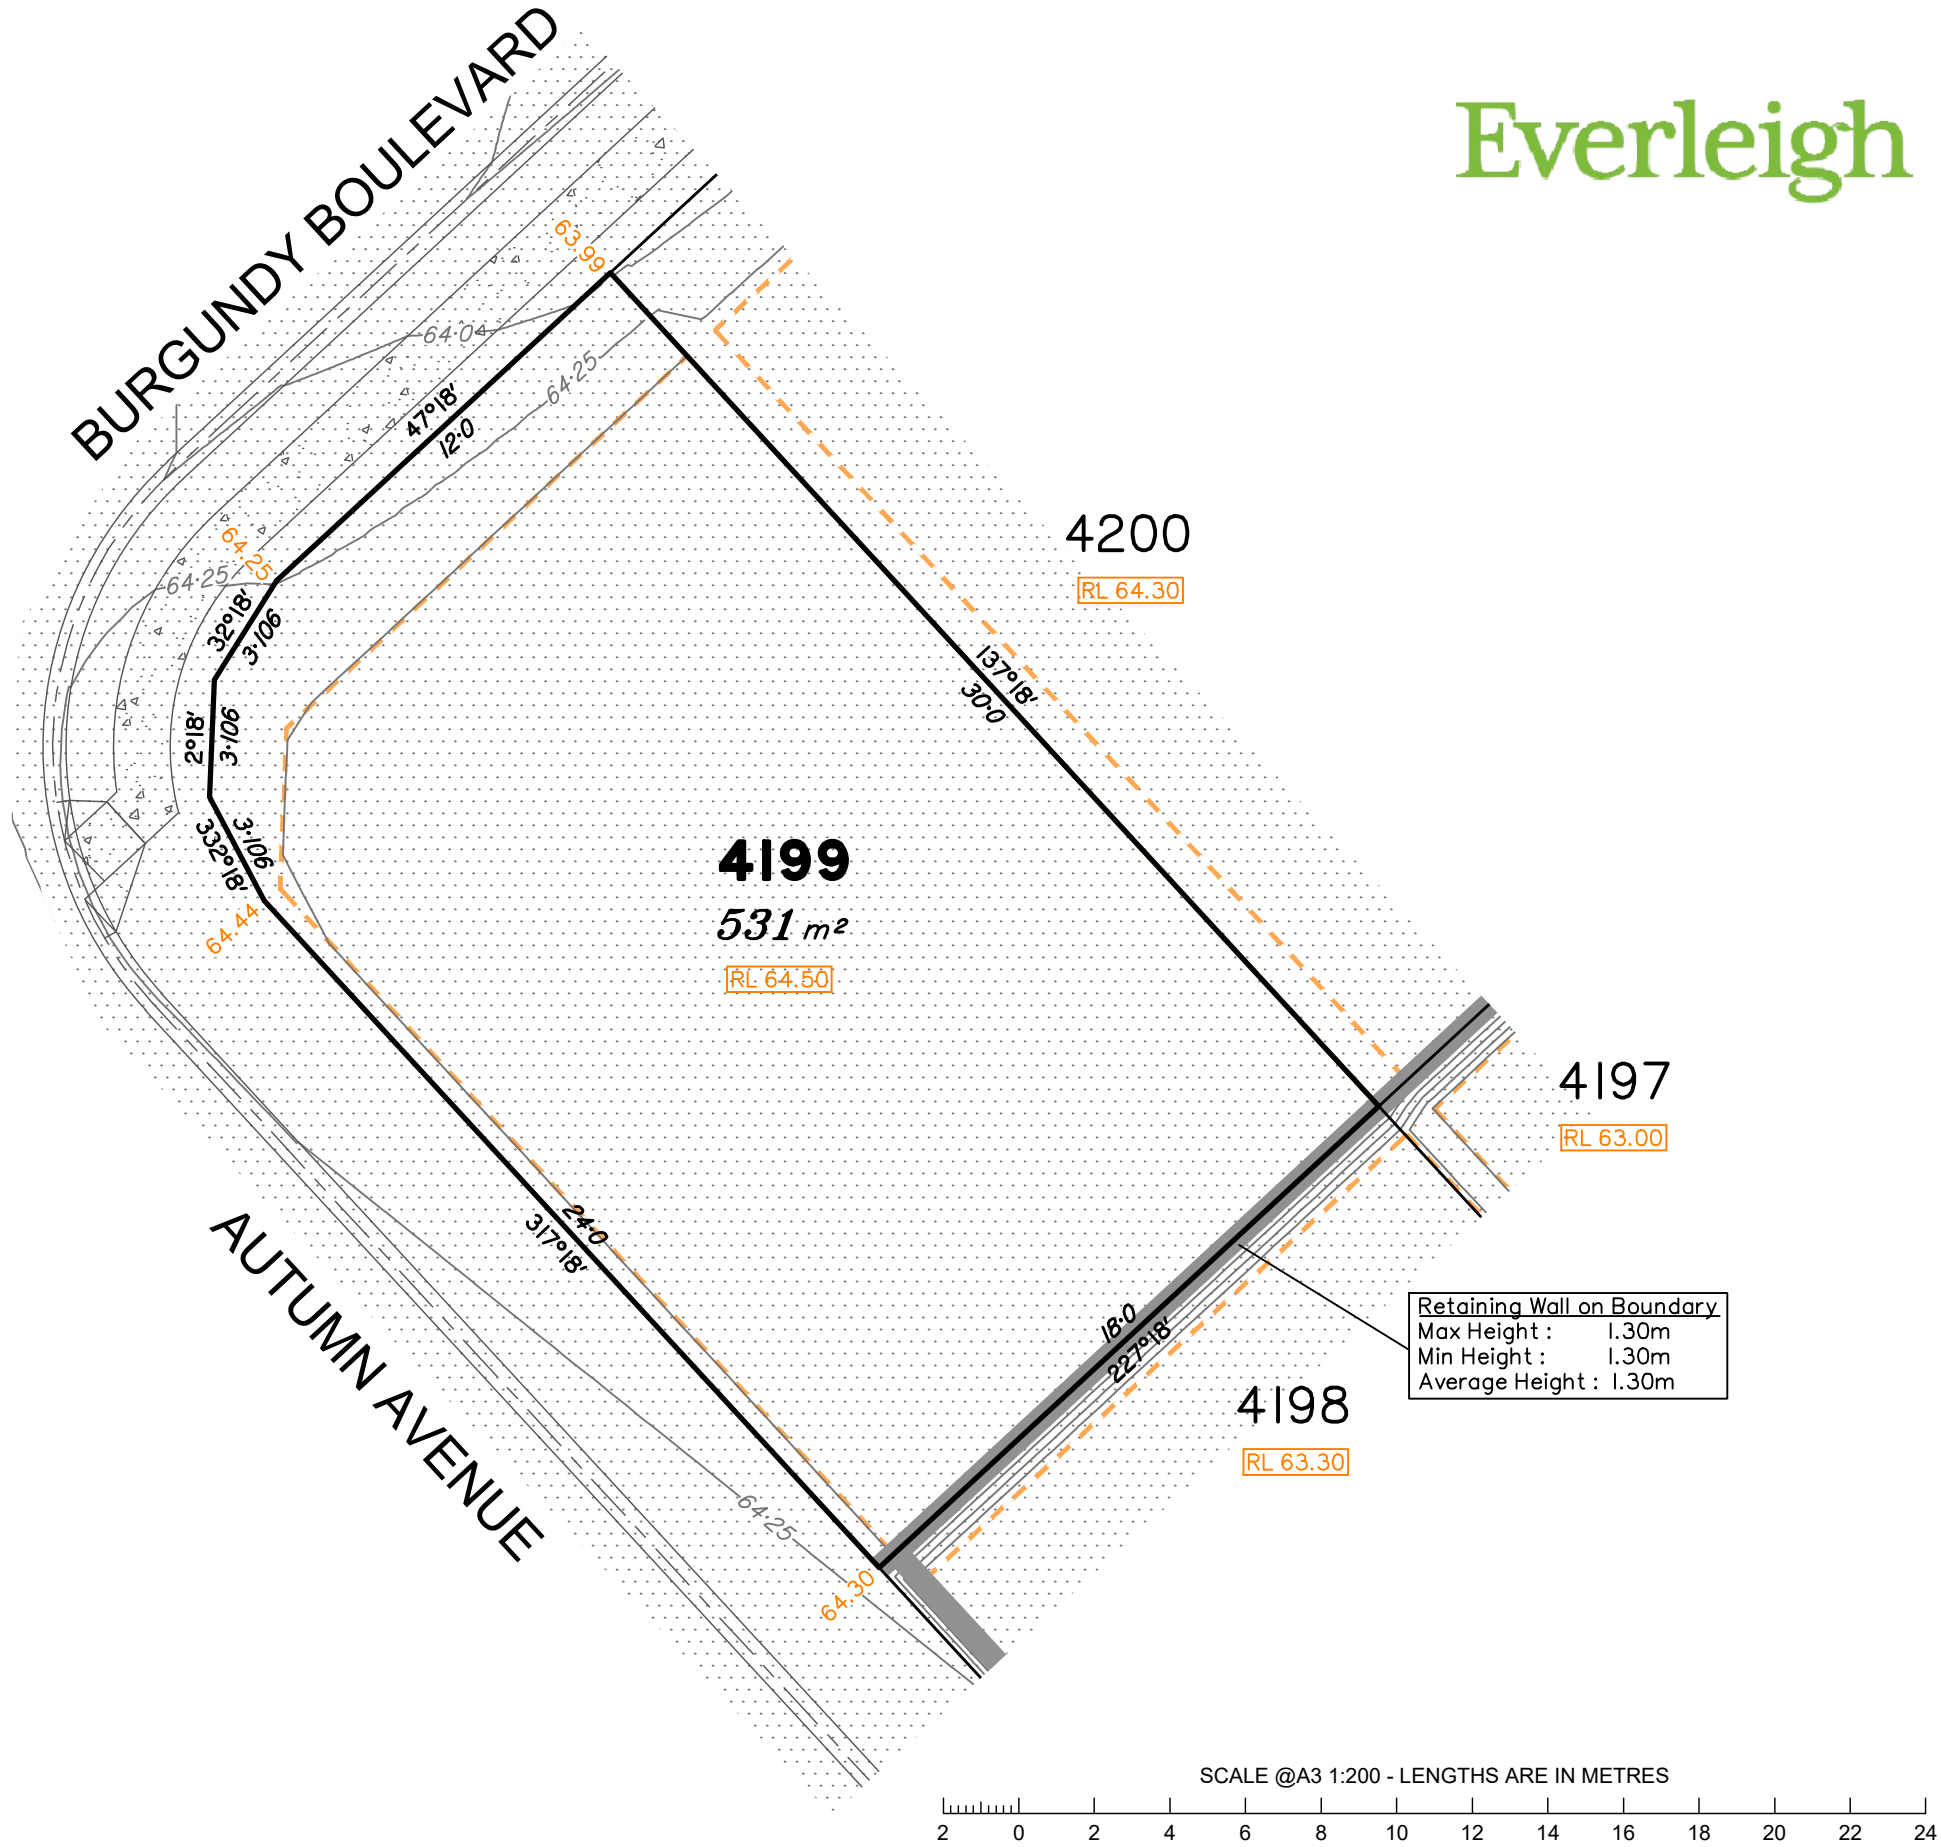 BURGUNDY BOULEVARD
Everleigh
63.99
64·0
64·25
47°18'
12·0
64.25
64·25
32°18'
3·106
2°18'
3·106
3·106
332°18'
64.44
4200
RL 64.30
137°18'
30·0
4199
531 m²
RL 64.50
4197
RL 63.00
24·0
317°18'
AUTUMN AVENUE
18·0
227°18'
Retaining Wall on Boundary
Max Height : 1.30m
Min Height : 1.30m
Average Height : 1.30m
4198
RL 63.30
64·25
64.30
SCALE @A3 1:200 - LENGTHS ARE IN METRES
2 0 2 4 6 8 10 12 14 16 18 20 22 24